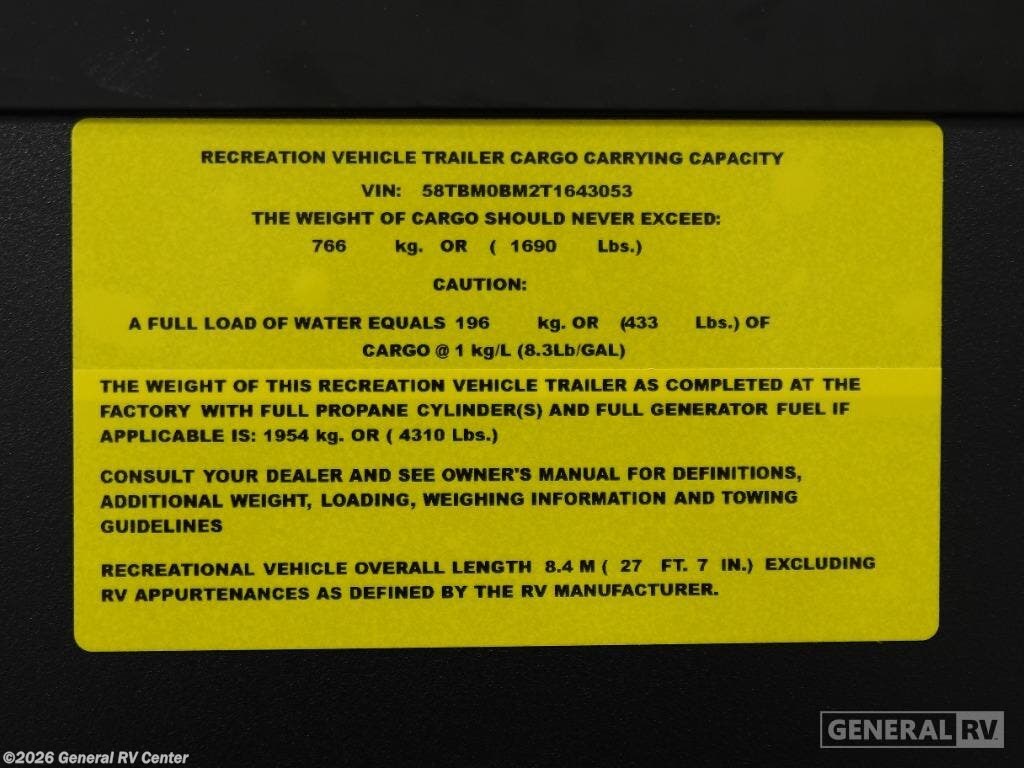 RECREATION VEHICLE TRAILER CARGO CARRYING CAPACITY
VIN: 58TBM0BM2T1643053
THE WEIGHT OF CARGO SHOULD NEVER EXCEED:
766 kg. OR ( 1690 Lbs.)
CAUTION:
A FULL LOAD OF WATER EQUALS 196 kg. OR (433 Lbs.) OF
CARGO @ 1 kg/L (8.3Lb/GAL)
THE WEIGHT OF THIS RECREATION VEHICLE TRAILER AS COMPLETED AT THE
FACTORY WITH FULL PROPANE CYLINDER(S) AND FULL GENERATOR FUEL IF
APPLICABLE IS: 1954 kg. OR ( 4310 Lbs.)
CONSULT YOUR DEALER AND SEE OWNER'S MANUAL FOR DEFINITIONS,
ADDITIONAL WEIGHT, LOADING, WEIGHING INFORMATION AND TOWING
GUIDELINES
RECREATIONAL VEHICLE OVERALL LENGTH 8.4 M ( 27 FT. 7 IN.) EXCLUDING
RV APPURTENANCES AS DEFINED BY THE RV MANUFACTURER.
GENERAL RV
©2026 General RV Center